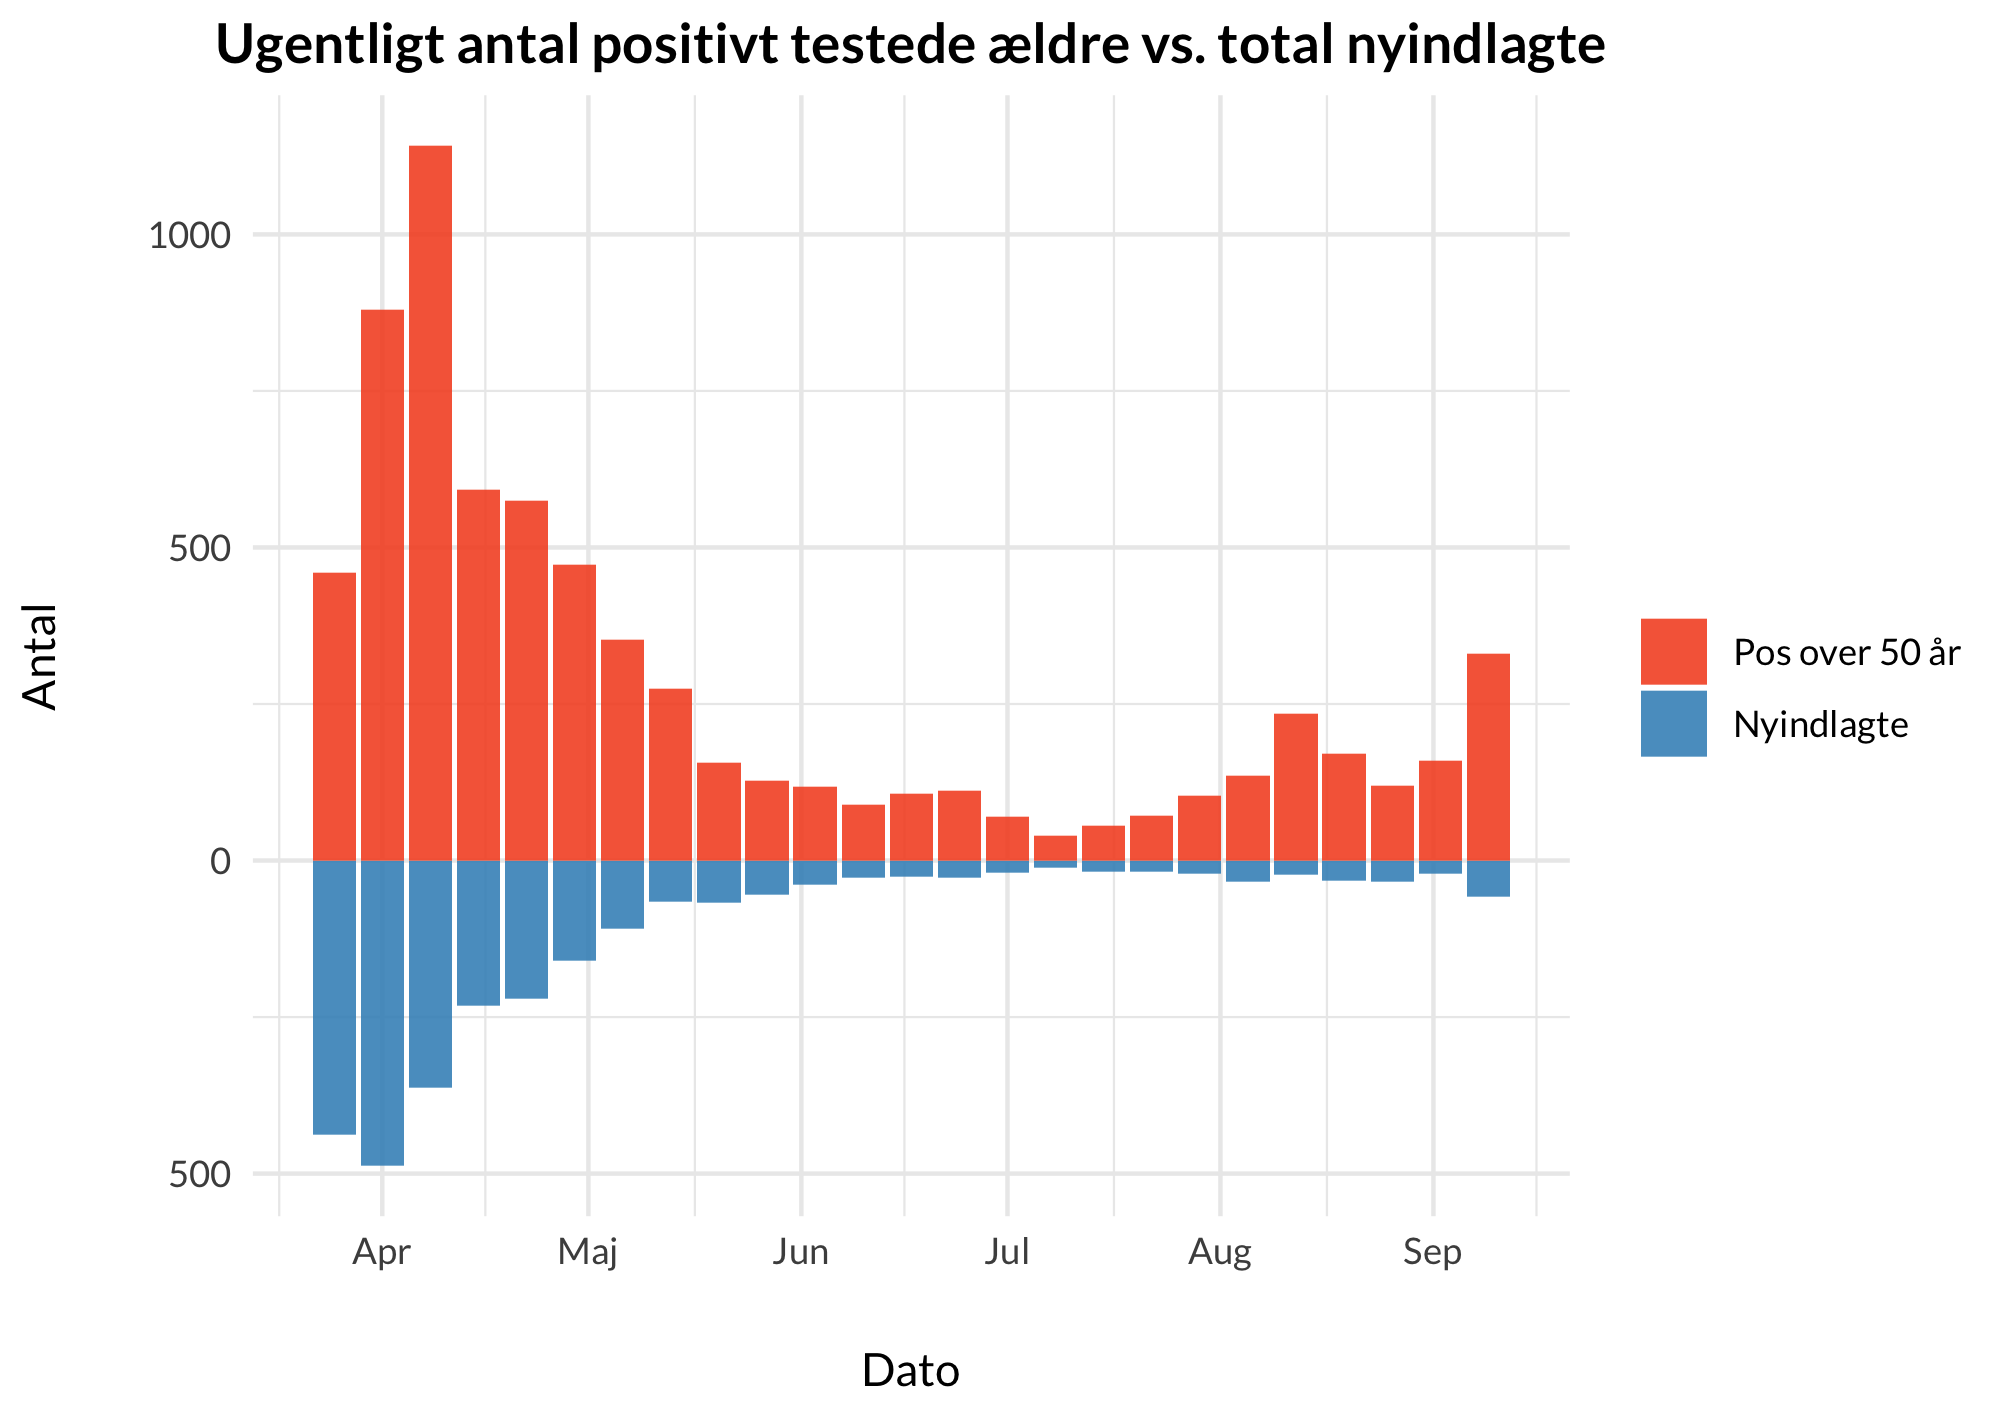 Ugentligt antal positivt testede ældre vs. total nyindlagte
1000
500
0
500
Antal
Apr Maj Jun Jul Aug Sep
Dato
Pos over 50 år
Nyindlagte